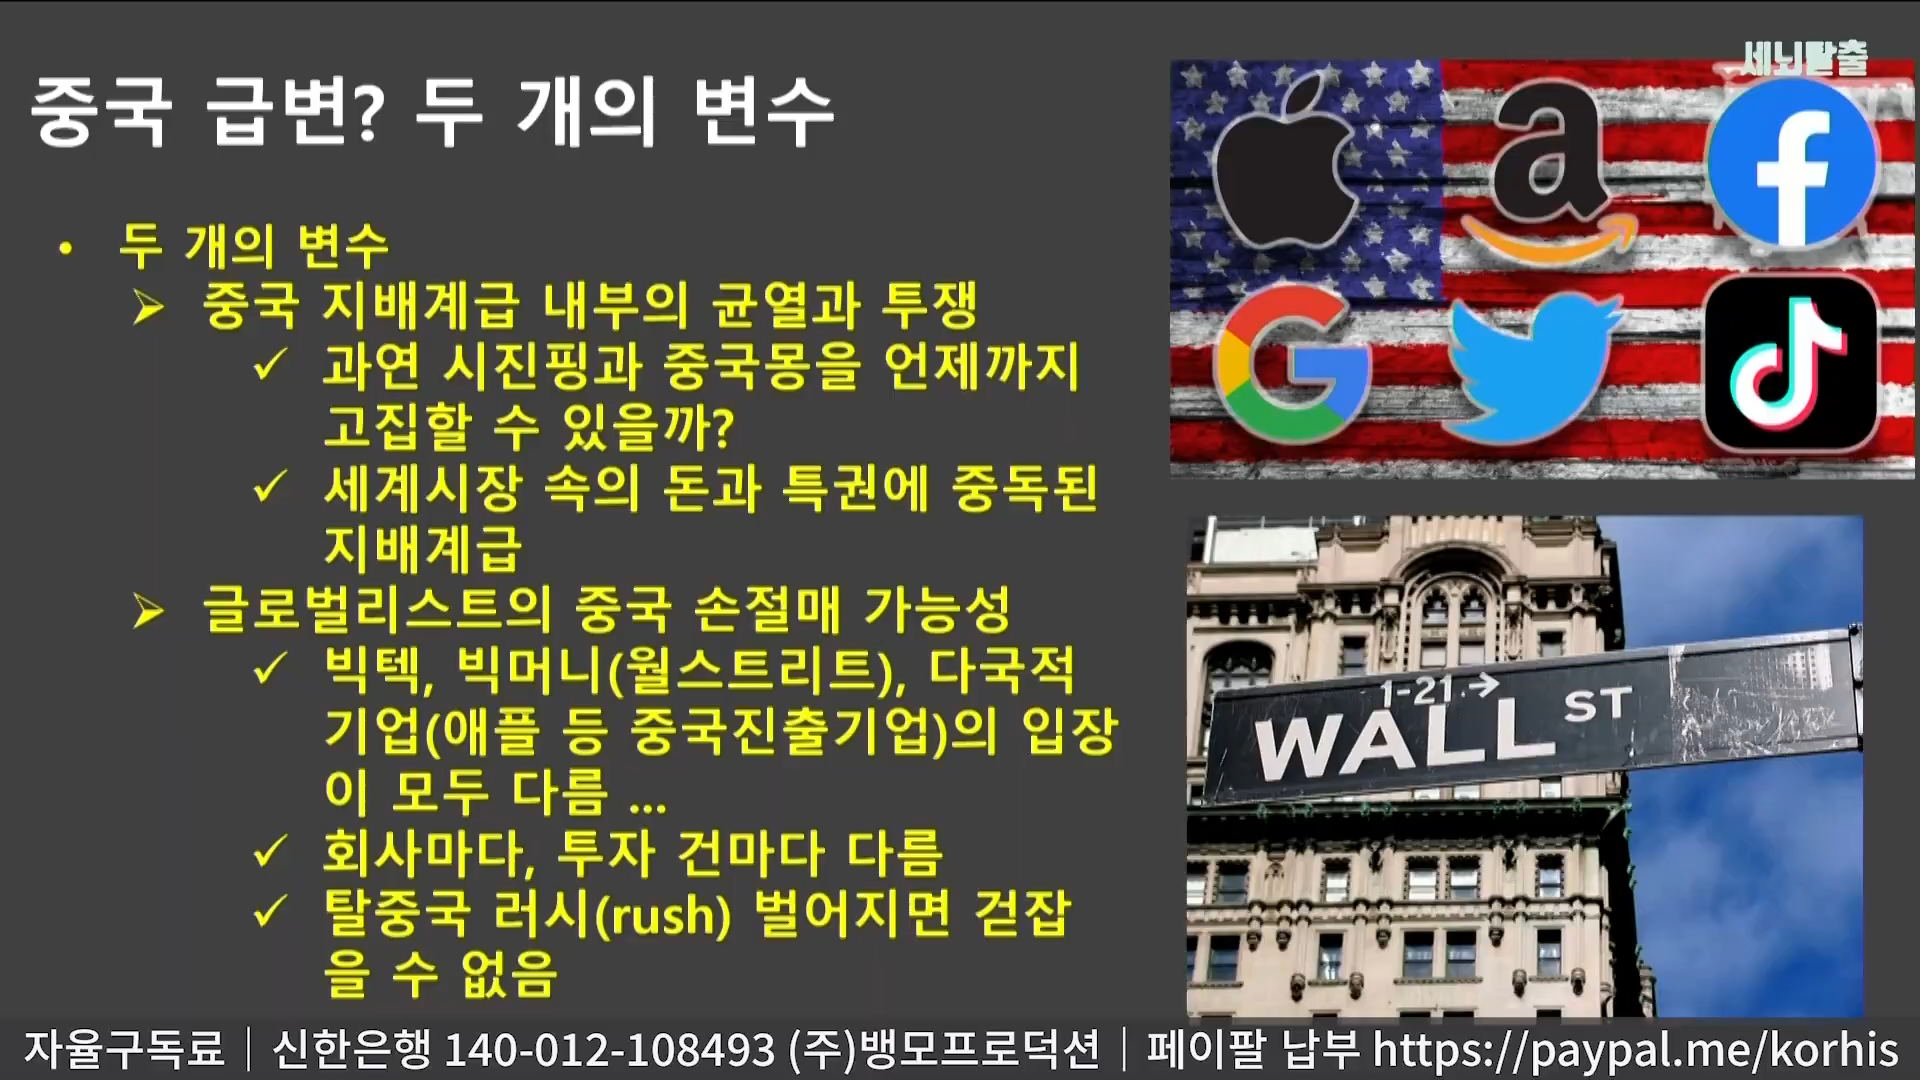 세뇌탈출
중국 급변? 두 개의 변수
• 두 개의 변수
➢ 중국 지배계급 내부의 균열과 투쟁
✓ 과연 시진핑과 중국몽을 언제까지
고집할 수 있을까?
✓ 세계시장 속의 돈과 특권에 중독된
지배계급
➢ 글로벌리스트의 중국 손절매 가능성
✓ 빅텍, 빅머니(월스트리트), 다국적
기업(애플 등 중국진출기업)의 입장
이 모두 다름 ...
✓ 회사마다, 투자 건마다 다름
✓ 탈중국 러시(rush) 벌어지면 걷잡
을 수 없음
1-21→
WALL ST
자율구독료｜신한은행 140-012-108493 (주)뱅모프로덕션｜페이팔 납부 https://paypal.me/korhis